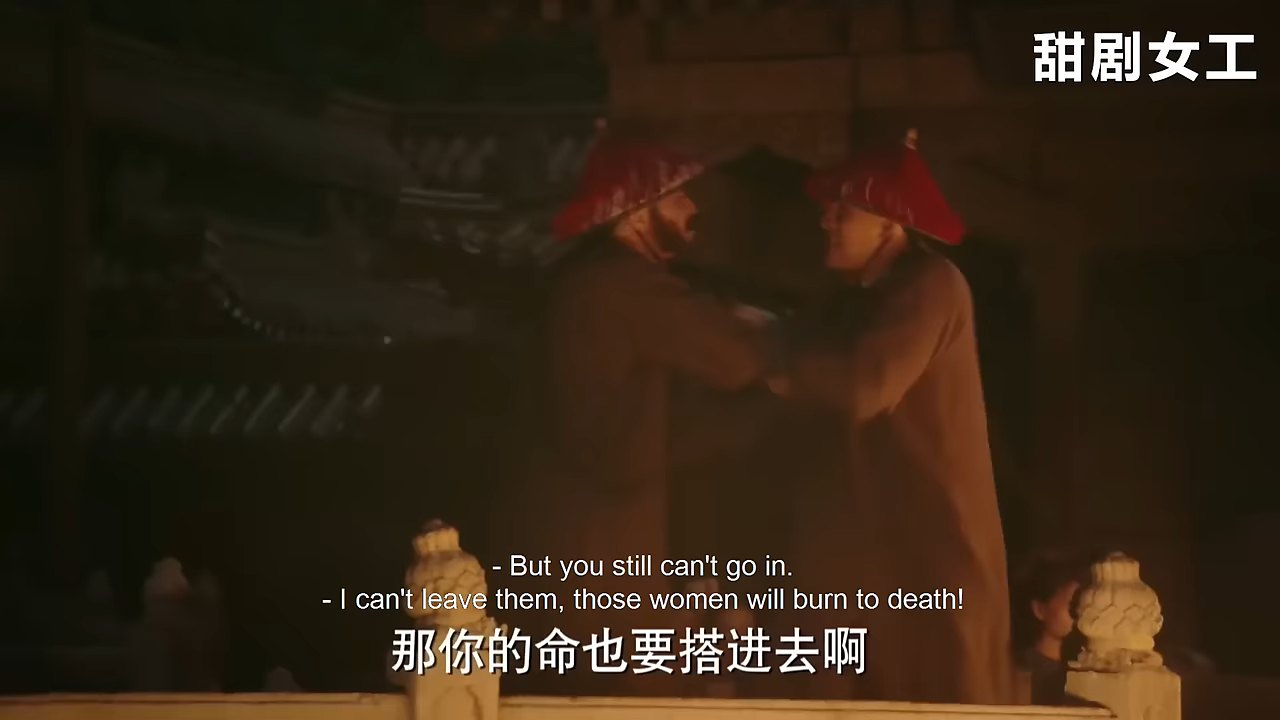 甜剧女工
- But you still can't go in.
- I can't leave them, those women will burn to death!
那你的命也要搭进去啊